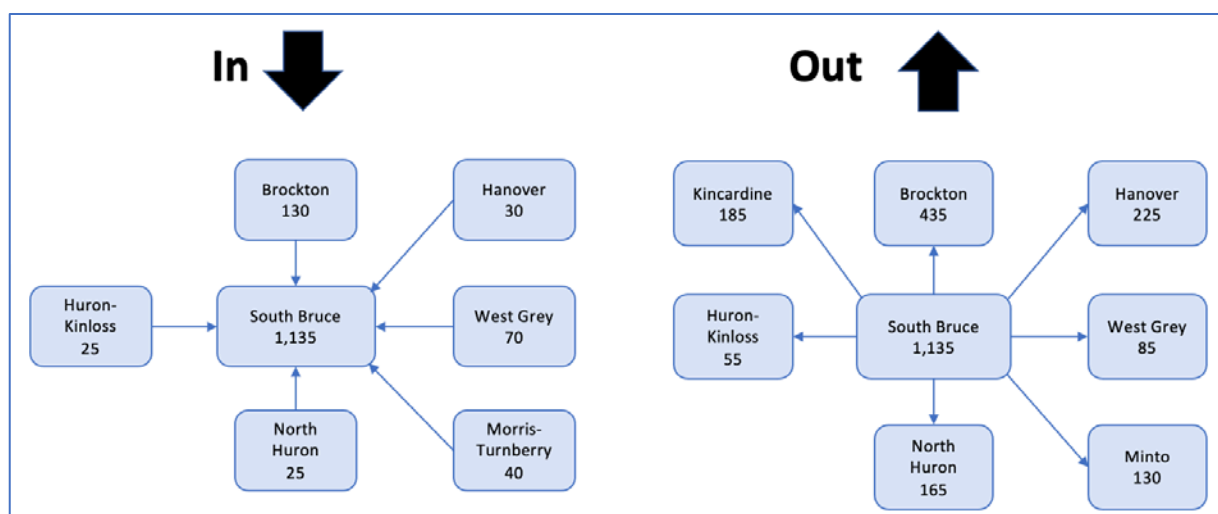 In
Brockton
130
Hanover
30
Huron-
Kinloss
25
South Bruce
1,135
West Grey
70
North
Huron
25
Morris-
Turnberry
40
Out
Kincardine
185
Brockton
435
Hanover
225
Huron-
Kinloss
55
South Bruce
1,135
West Grey
85
North
Huron
165
Minto
130